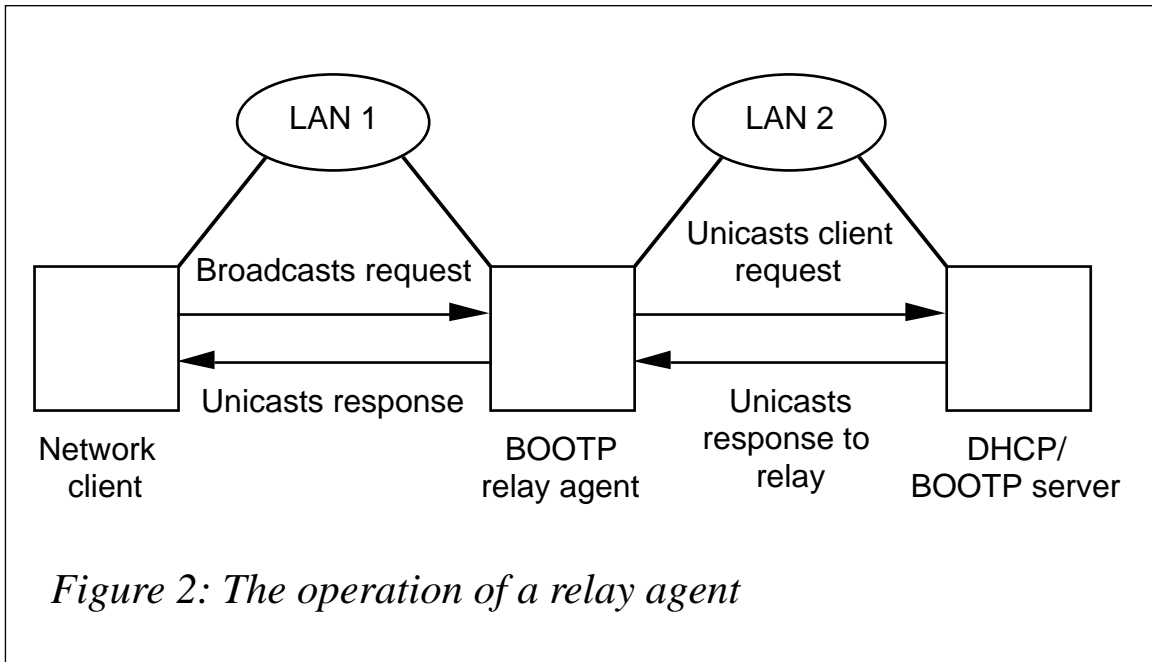 LAN 1
LAN 2
Broadcasts request
Unicasts client
request
Unicasts response
Unicasts
response to
relay
Network
client
BOOTP
relay agent
DHCP/
BOOTP server
Figure 2: The operation of a relay agent